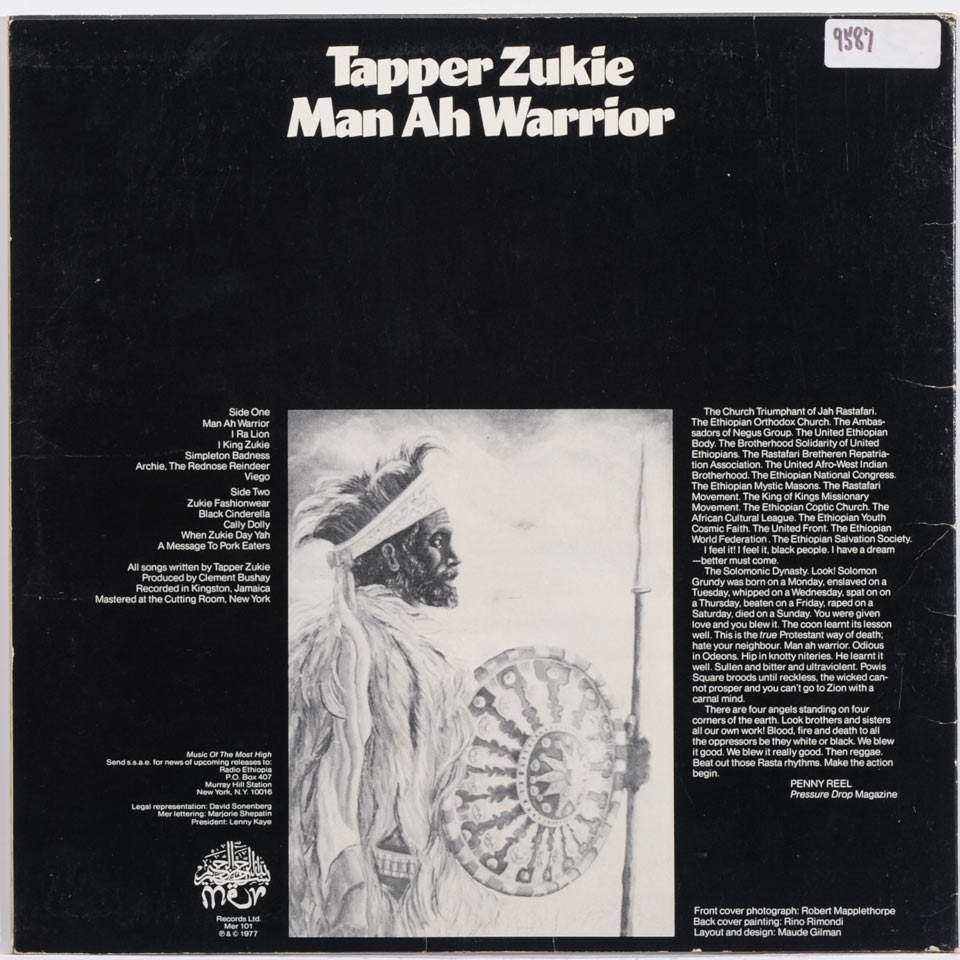 9587
Tapper Zukie
Man Ah Warrior
Side One
Man Ah Warrior
I Ra Lion
I King Zukie
Simpleton Badness
Archie, The Rednose Reindeer
Viego
Side Two
Zukie Fashionwear
Black Cinderella
Cally Dolly
When Zukie Day Yah
A Message To Pork Eaters
All songs written by Tapper Zukie
Produced by Clement Bushay
Recorded in Kingston, Jamaica
Mastered at the Cutting Room, New York
Music Of The Most High
Send s.s.a.e. for news of upcoming releases to:
Radio Ethiopia
P.O. Box 407
Murray Hill Station
New York, N.Y. 10016
Legal representation: David Sonenberg
Mer lettering: Marjorie Shepatin
President: Lenny Kaye
mer
Records Ltd.
Mer 101
℗ & © 1977
The Church Triumphant of Jah Rastafari.
The Ethiopian Orthodox Church. The Ambas-
sadors of Negus Group. The United Ethiopian
Body. The Brotherhood Solidarity of United
Ethiopians. The Rastafari Bretheren Repatria-
tion Association. The United Afro-West Indian
Brotherhood. The Ethiopian National Congress.
The Ethiopian Mystic Masons. The Rastafari
Movement. The King of Kings Missionary
Movement. The Ethiopian Coptic Church. The
African Cultural League. The Ethiopian Youth
Cosmic Faith. The United Front. The Ethiopian
World Federation . The Ethiopian Salvation Society.
I feel it! I feel it, black people. I have a dream
—better must come.
The Solomonic Dynasty. Look! Solomon
Grundy was born on a Monday, enslaved on a
Tuesday, whipped on a Wednesday, spat on on
a Thursday, beaten on a Friday, raped on a
Saturday, died on a Sunday. You were given
love and you blew it. The coon learnt its lesson
well. This is the true Protestant way of death;
hate your neighbour. Man ah warrior. Odious
in Odeons. Hip in knotty niteries. He learnt it
well. Sullen and bitter and ultraviolent. Powis
Square broods until reckless, the wicked can-
not prosper and you can't go to Zion with a
carnal mind.
There are four angels standing on four
corners of the earth. Look brothers and sisters
all our own work! Blood, fire and death to all
the oppressors be they white or black. We blew
it good. We blew it really good. Then reggae.
Beat out those Rasta rhythms. Make the action
begin.
PENNY REEL
Pressure Drop Magazine
Front cover photograph: Robert Mapplethorpe
Back cover painting: Rino Rimondi
Layout and design: Maude Gilman